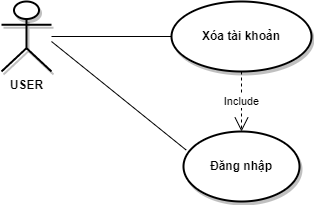 Xóa tài khoản
USER
Include
Đăng nhập